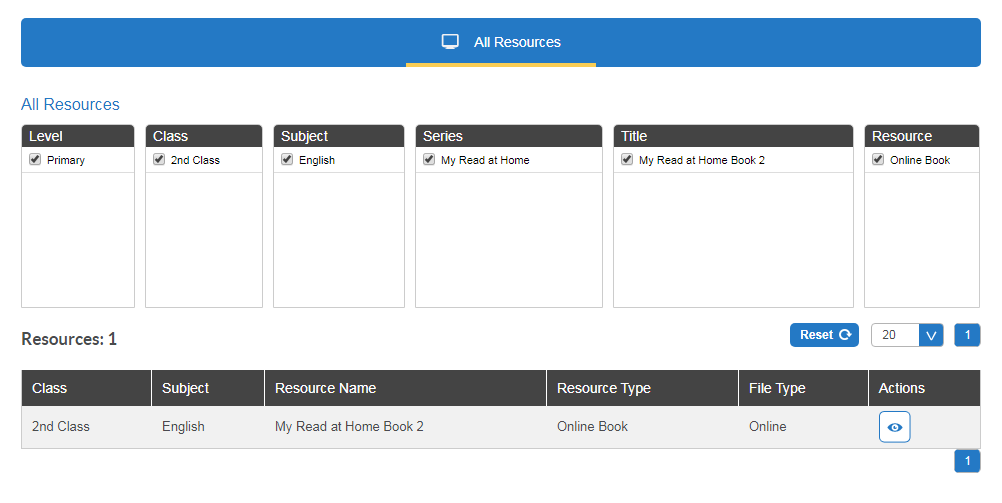 All Resources
All Resources
Level Class Subject Series Title Resource
Primary 2nd Class English My Read at Home My Read at Home Book 2 Online Book
Resources: 1
Reset 20 1
Class Subject Resource Name Resource Type File Type Actions
2nd Class English My Read at Home Book 2 Online Book Online
1